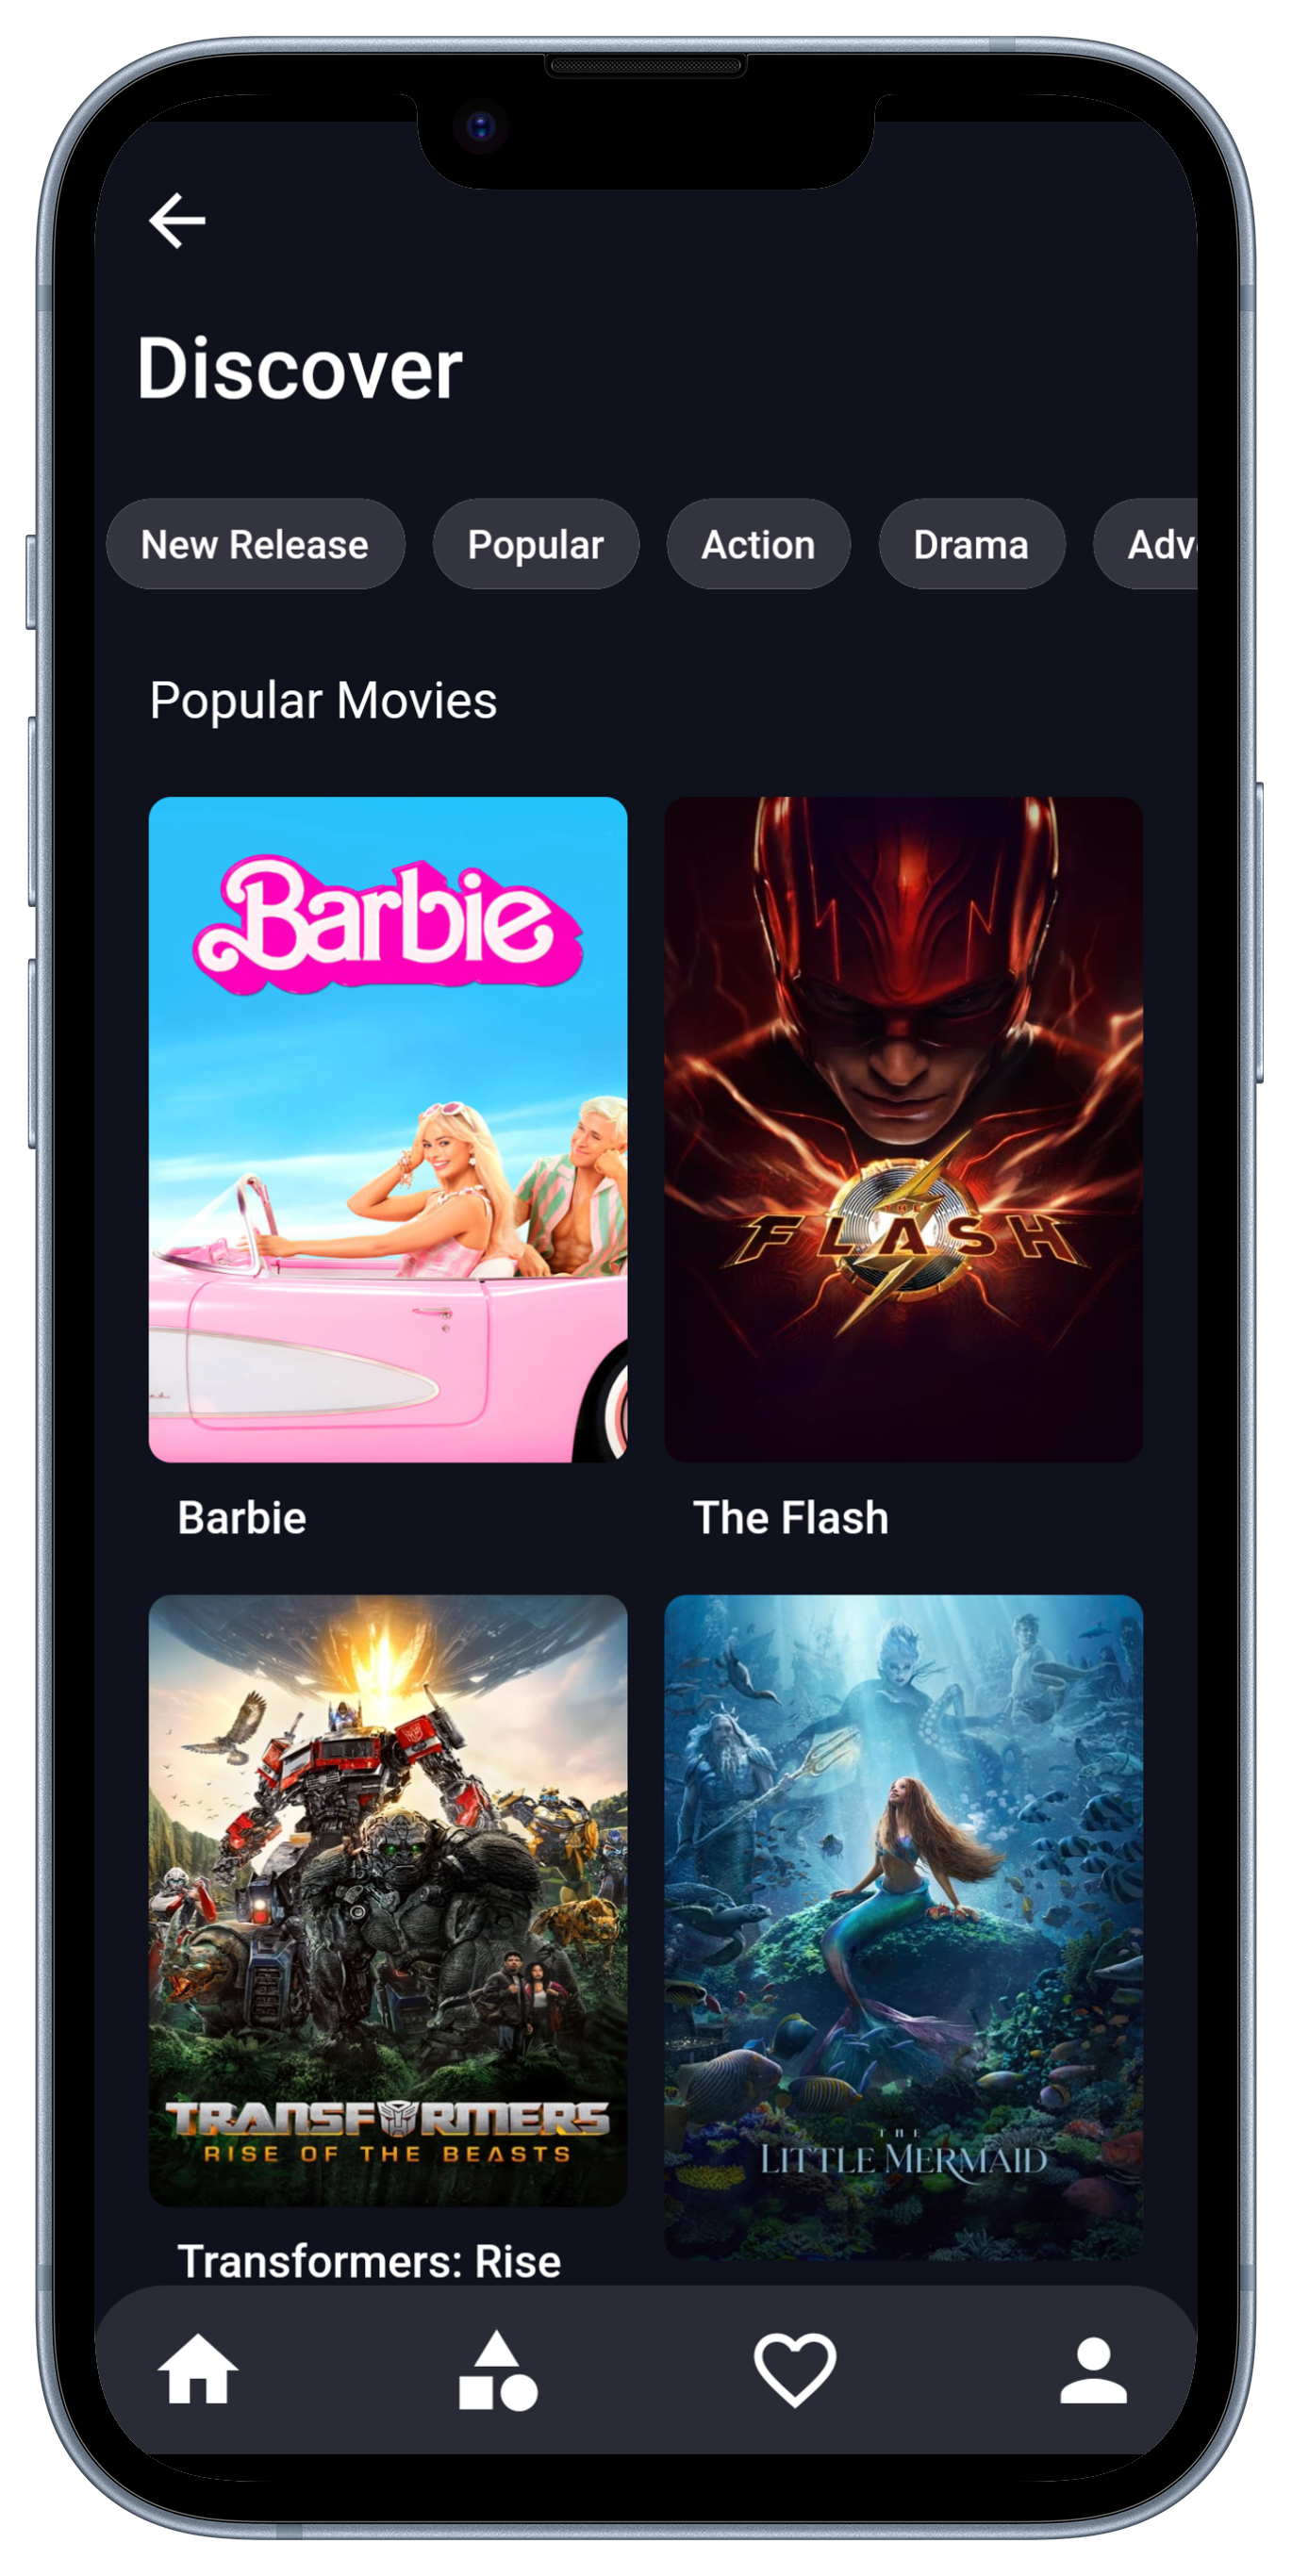 Discover
New Release Popular Action Drama Adv
Popular Movies
Barbie
THE
FLASH
Barbie
The Flash
TRANSFORMERS
RISE OF THE BEASTS
THE
LITTLE MERMAID
Transformers: Rise